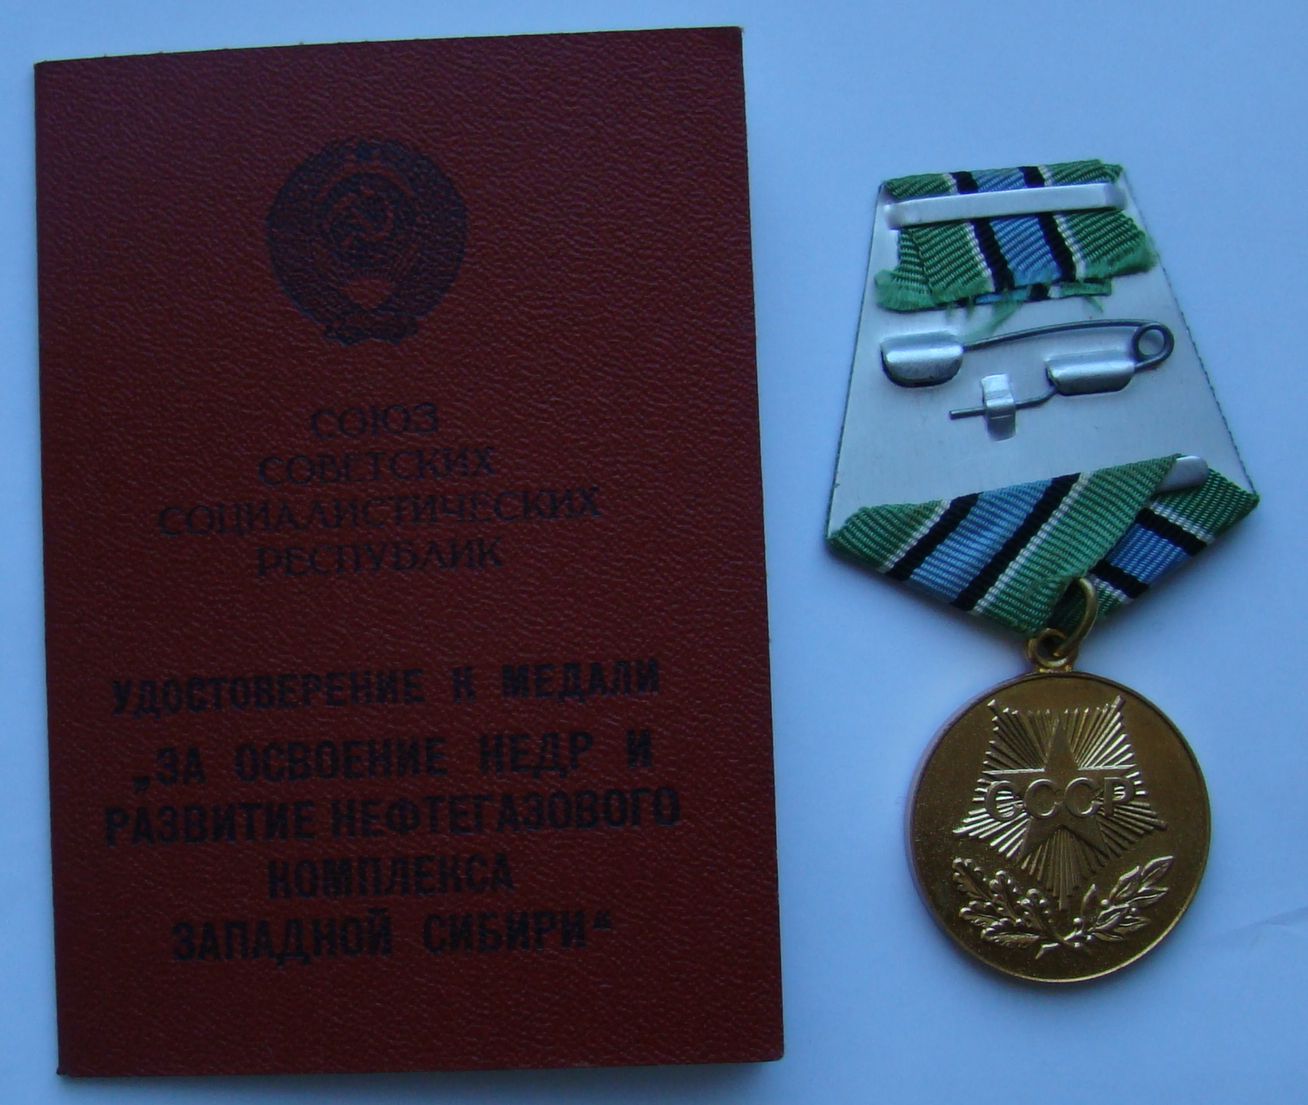 СОЮЗ
СОВЕТСКИХ
СОЦИАЛИСТИЧЕСКИХ
РЕСПУБЛИК
УДОСТОВЕРЕНИЕ К МЕДАЛИ
„ЗА ОСВОЕНИЕ НЕДР И
РАЗВИТИЕ НЕФТЕГАЗОВОГО
КОМПЛЕКСА
ЗАПАДНОЙ СИБИРИ“
СССР